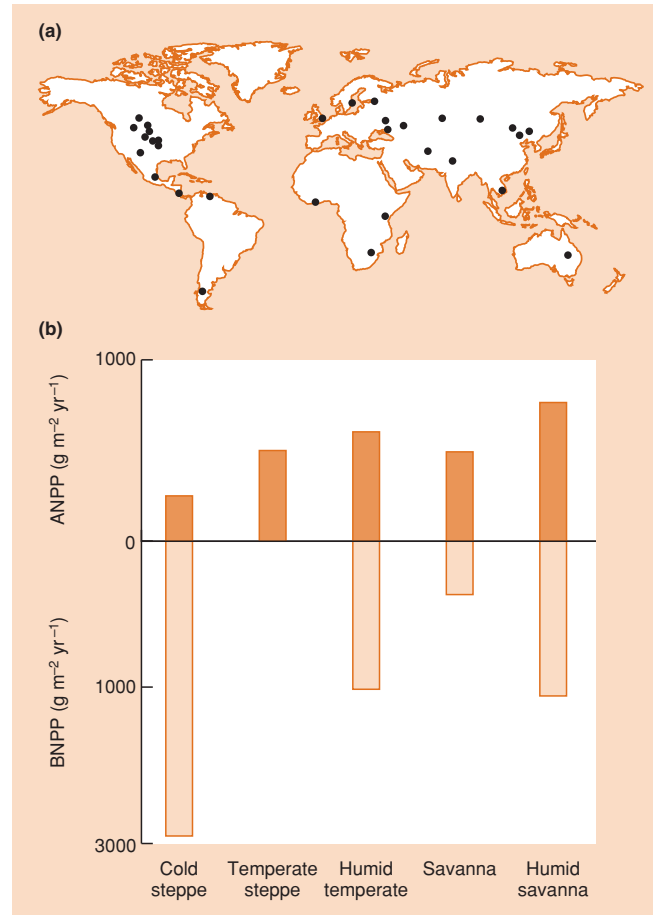 (a)
(b)
1000
ANPP (g m⁻² yr⁻¹)
0
BNPP (g m⁻² yr⁻¹)
1000
3000
Cold
steppe
Temperate
steppe
Humid
temperate
Savanna
Humid
savanna